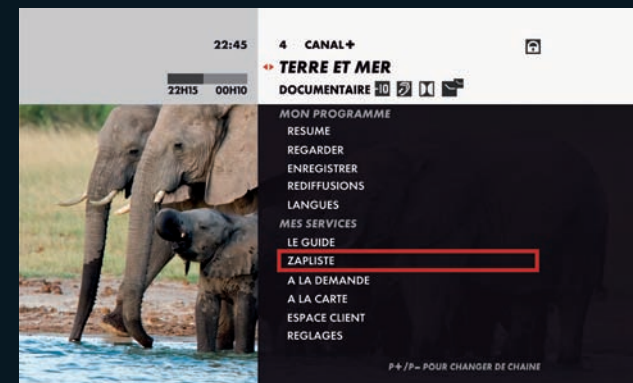 22:45
4 CANAL+
TERRE ET MER
22H15 00H10
DOCUMENTAIRE -10
MON PROGRAMME
RESUME
REGARDER
ENREGISTRER
REDIFFUSIONS
LANGUES
MES SERVICES
LE GUIDE
ZAPLISTE
A LA DEMANDE
A LA CARTE
ESPACE CLIENT
REGLAGES
P+/P- POUR CHANGER DE CHAINE